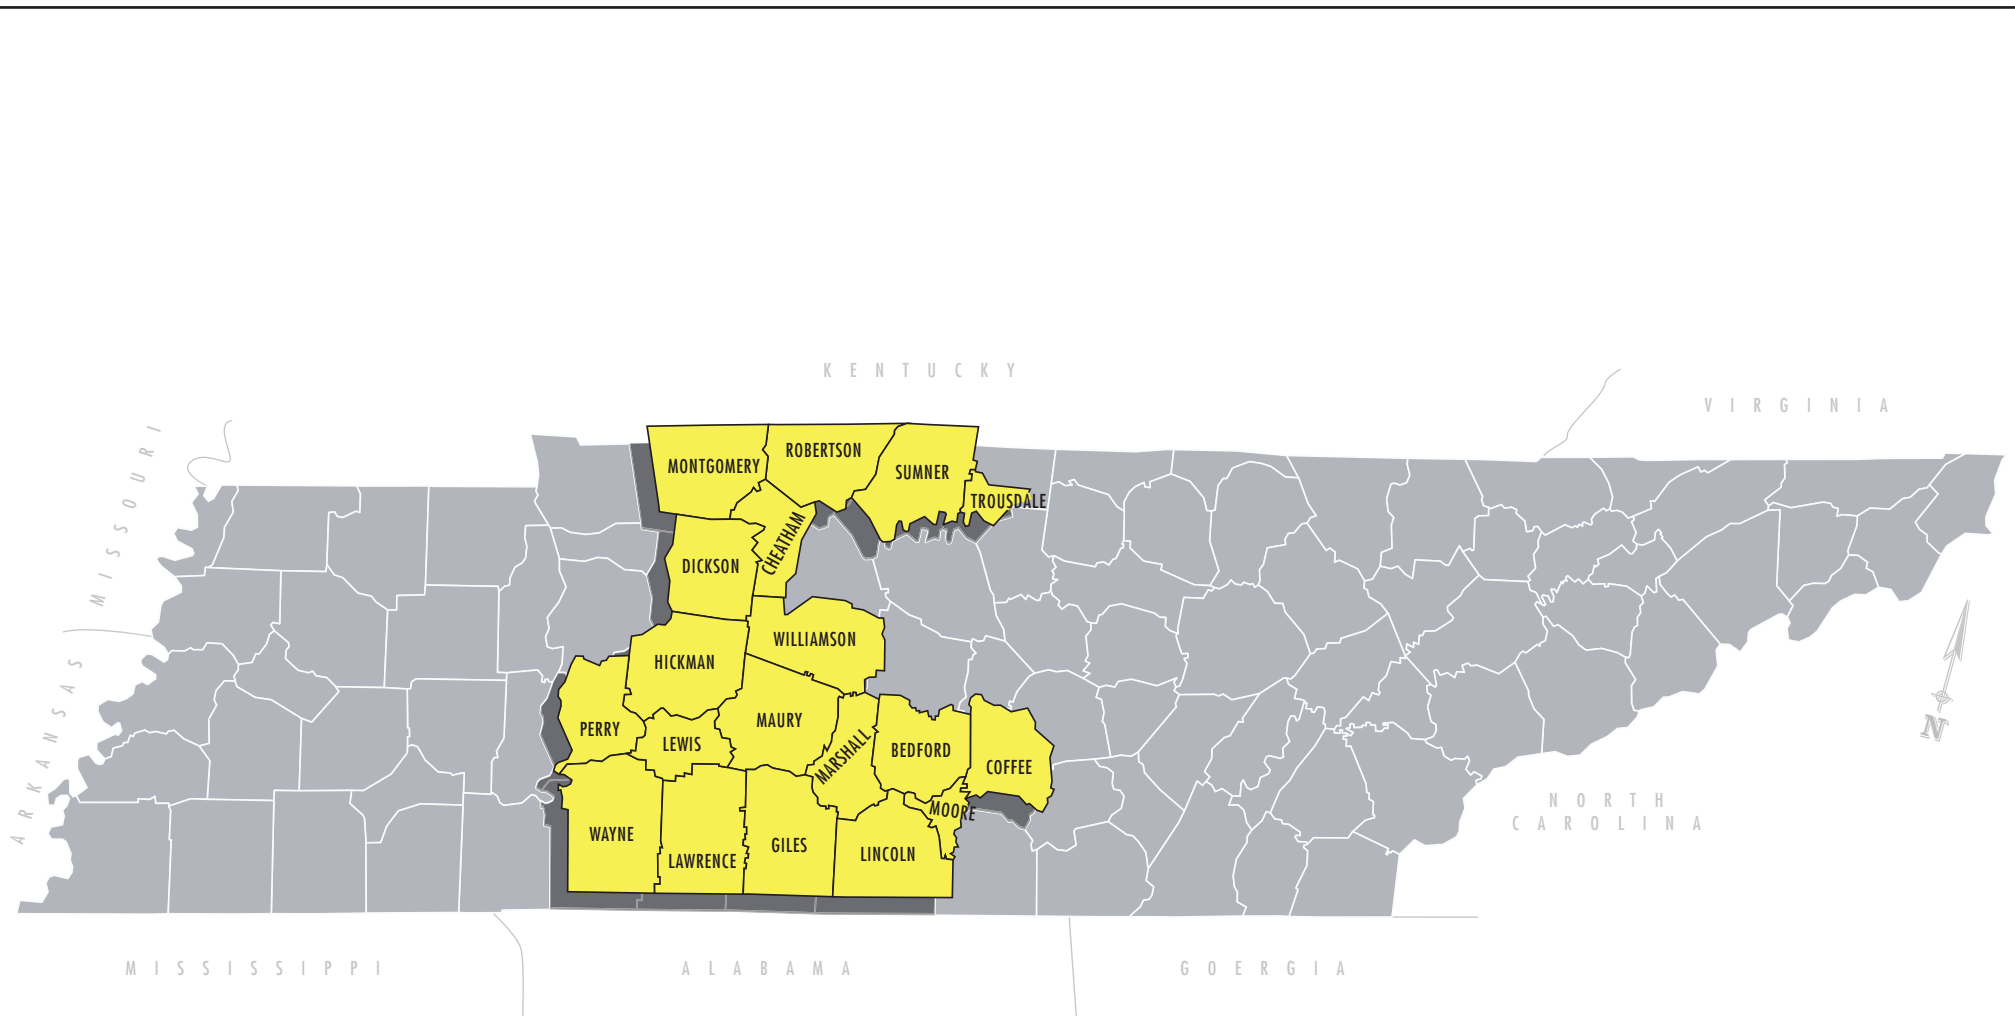 KENTUCKY
VIRGINIA
MISSOURI
ARKANSAS
MONTGOMERY
ROBERTSON
SUMNER
TROUSDALE
CHEATHAM
DICKSON
WILLIAMSON
HICKMAN
PERRY
LEWIS
MAURY
MARSHALL
BEDFORD
COFFEE
MOORE
WAYNE
LAWRENCE
GILES
LINCOLN
N
NORTH
CAROLINA
MISSISSIPPI
ALABAMA
GOERGIA